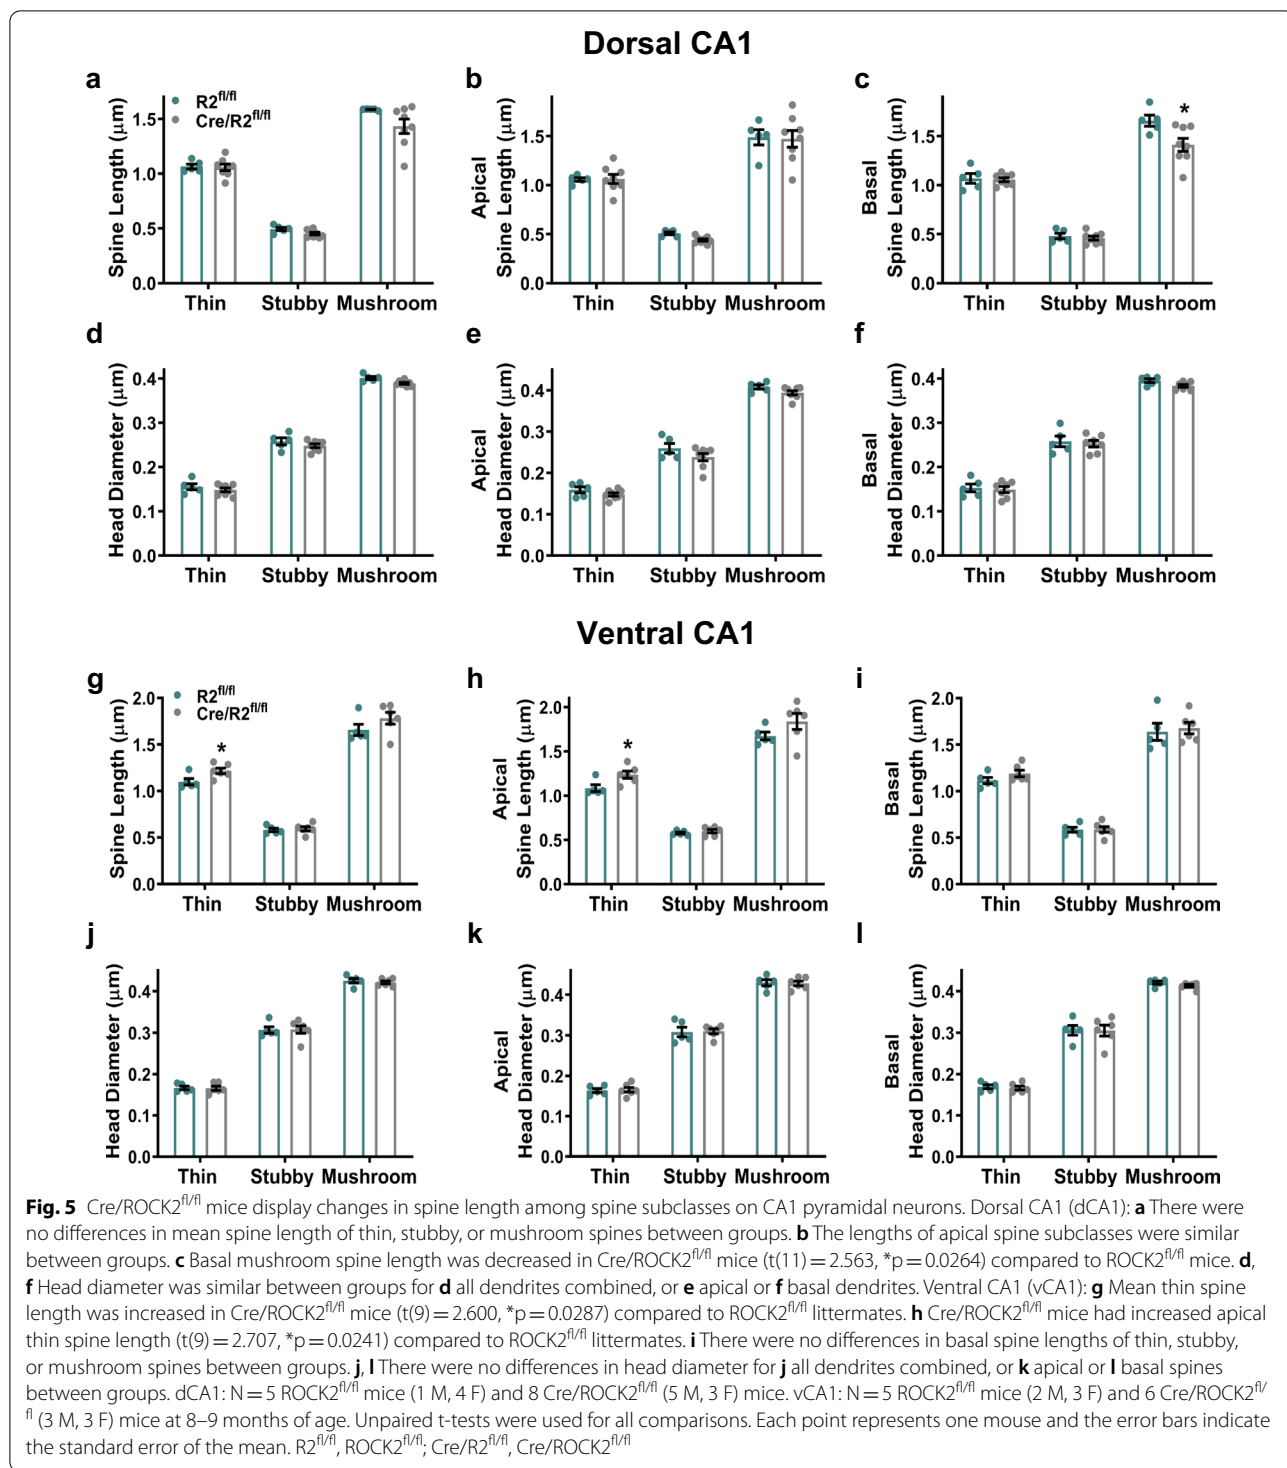 Dorsal CA1
a
b
c
R2fl/fl
Cre/R2fl/fl
Spine Length (μm)
1.5
1.0
0.5
0.0
Thin Stubby Mushroom
Apical
Spine Length (μm)
1.5
1.0
0.5
0.0
Thin Stubby Mushroom
Basal
Spine Length (μm)
1.5
1.0
0.5
0.0
*
Thin Stubby Mushroom
d
e
f
Head Diameter (μm)
0.4
0.3
0.2
0.1
0.0
Thin Stubby Mushroom
Apical
Head Diameter (μm)
0.4
0.3
0.2
0.1
0.0
Thin Stubby Mushroom
Basal
Head Diameter (μm)
0.4
0.3
0.2
0.1
0.0
Thin Stubby Mushroom
Ventral CA1
g
h
i
R2fl/fl
Cre/R2fl/fl
Spine Length (μm)
2.0
1.5
1.0
0.5
0.0
*
Thin Stubby Mushroom
Apical
Spine Length (μm)
2.0
1.5
1.0
0.5
0.0
*
Thin Stubby Mushroom
Basal
Spine Length (μm)
2.0
1.5
1.0
0.5
0.0
Thin Stubby Mushroom
j
k
l
Head Diameter (μm)
0.4
0.3
0.2
0.1
0.0
Thin Stubby Mushroom
Apical
Head Diameter (μm)
0.4
0.3
0.2
0.1
0.0
Thin Stubby Mushroom
Basal
Head Diameter (μm)
0.4
0.3
0.2
0.1
0.0
Thin Stubby Mushroom
Fig. 5 Cre/ROCK2fl/fl mice display changes in spine length among spine subclasses on CA1 pyramidal neurons. Dorsal CA1 (dCA1): a There were
no differences in mean spine length of thin, stubby, or mushroom spines between groups. b The lengths of apical spine subclasses were similar
between groups. c Basal mushroom spine length was decreased in Cre/ROCK2fl/fl mice (t(11) = 2.563, *p = 0.0264) compared to ROCK2fl/fl mice. d,
f Head diameter was similar between groups for d all dendrites combined, or e apical or f basal dendrites. Ventral CA1 (vCA1): g Mean thin spine
length was increased in Cre/ROCK2fl/fl mice (t(9) = 2.600, *p = 0.0287) compared to ROCK2fl/fl littermates. h Cre/ROCK2fl/fl mice had increased apical
thin spine length (t(9) = 2.707, *p = 0.0241) compared to ROCK2fl/fl littermates. i There were no differences in basal spine lengths of thin, stubby,
or mushroom spines between groups. j, l There were no differences in head diameter for j all dendrites combined, or k apical or l basal spines
between groups. dCA1: N = 5 ROCK2fl/fl mice (1 M, 4 F) and 8 Cre/ROCK2fl/fl (5 M, 3 F) mice. vCA1: N = 5 ROCK2fl/fl mice (2 M, 3 F) and 6 Cre/ROCK2fl/
fl (3 M, 3 F) mice at 8–9 months of age. Unpaired t-tests were used for all comparisons. Each point represents one mouse and the error bars indicate
the standard error of the mean. R2fl/fl, ROCK2fl/fl; Cre/R2fl/fl, Cre/ROCK2fl/fl